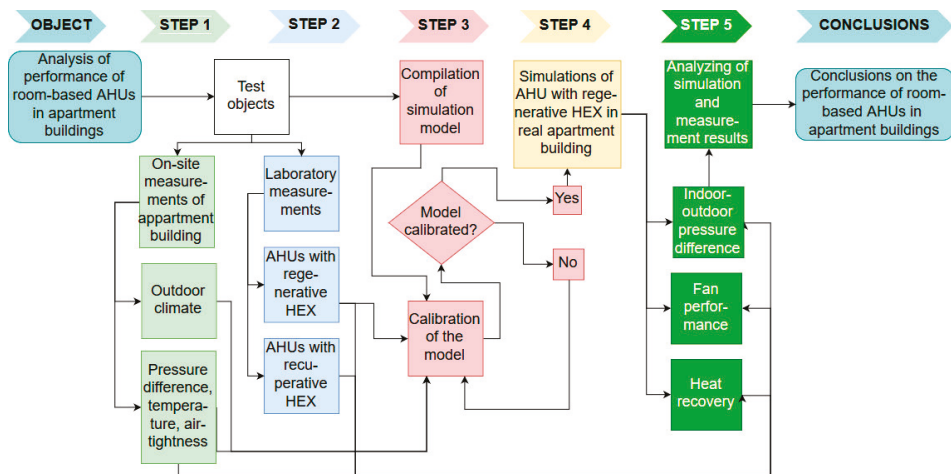 OBJECT
STEP 1
STEP 2
STEP 3
STEP 4
STEP 5
CONCLUSIONS
Analysis of
performance of
room-based AHUs
in apartment
buildings
Test
objects
Compilation
of
simulation
model
Simulations of
AHU with rege-
nerative HEX in
real apartment
building
Analyzing of
simulation
and
measure-
ment
results
Conclusions on the
performance of room-
based AHUs in
apartment buildings
On-site
measure-
ments of
appartment
building
Laboratory
measure-
ments
Model
calibrated?
Yes
No
Indoor-
outdoor
pressure
difference
Outdoor
climate
AHUs with
rege-
nerative
HEX
Calibration
of the
model
Fan
perfor-
mance
Pressure
difference,
tempera-
ture, air-
tightness
AHUs with
recu-
perative
HEX
Heat
recovery